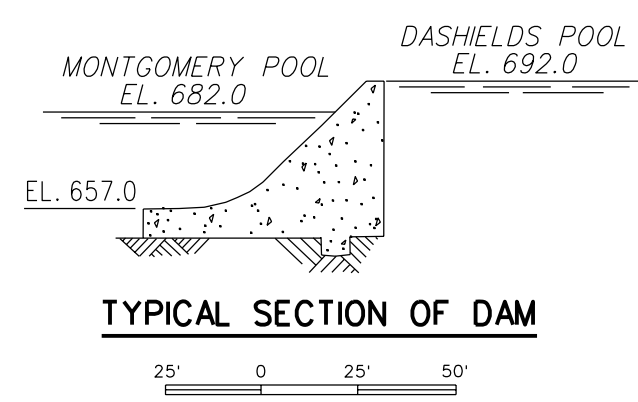 DASHIELDS POOL
EL. 692.0
MONTGOMERY POOL
EL. 682.0
EL. 657.0
TYPICAL SECTION OF DAM
25' 0 25' 50'